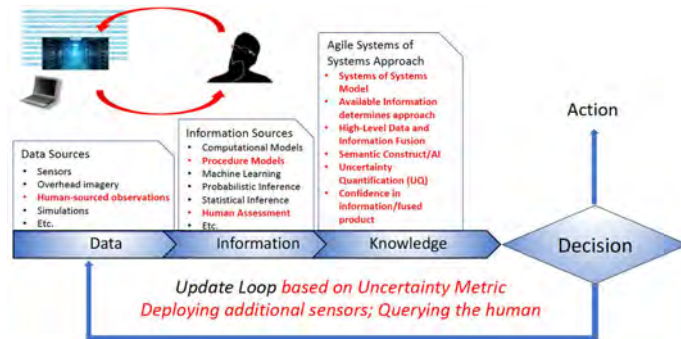 Agile Systems of
Systems Approach
• Systems of Systems
Model
• Available Information
determines approach
• High-Level Data and
Information Fusion
• Semantic Construct/AI
• Uncertainty
Quantification (UQ)
• Confidence in
information/fused
product
Information Sources
• Computational Models
• Procedure Models
• Machine Learning
• Probabilistic Inference
• Statistical Inference
• Human Assessment
• Etc.
Data Sources
• Sensors
• Overhead imagery
• Human-sourced observations
• Simulations
• Etc.
Action
Data
Information
Knowledge
Decision
Update Loop based on Uncertainty Metric
Deploying additional sensors; Querying the human